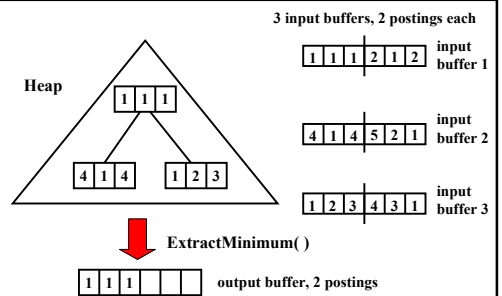 3 input buffers, 2 postings each
1 1 1 2 1 2
input
buffer 1
Heap
1 1 1
4 1 4 5 2 1
input
buffer 2
4 1 4
1 2 3
1 2 3 4 3 1
input
buffer 3
ExtractMinimum( )
1 1 1
output buffer, 2 postings